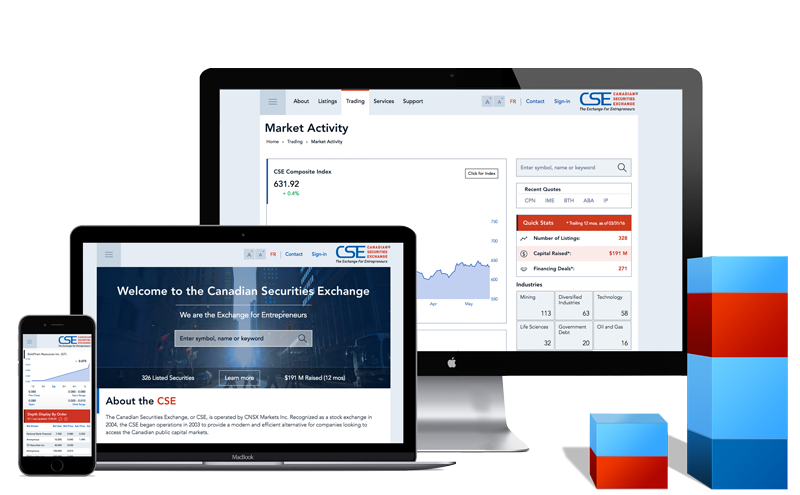 About Listings Trading Services Support
A A FR Contact Sign-in
CSE CANADIAN SECURITIES EXCHANGE
The Exchange For Entrepreneurs
Market Activity
Home Trading Market Activity
CSE Composite Index
631.92
0.4%
Click for Index
750
700
650
600
550
Apr May
Enter symbol, name or keyword
Recent Quotes
CPN IME BTH ABA IP
Quick Stats *Trailing 12 mos. as of 03/31/16
Number of Listings: 328
Capital Raised*: $191 M
Financing Deals*: 271
Industries
Mining 113
Diversified Industries 63
Technology 58
Life Sciences 32
Government Debt 20
Oil and Gas 16
A A FR Contact Sign-in
CSE CANADIAN SECURITIES EXCHANGE
The Exchange For Entrepreneurs
Welcome to the Canadian Securities Exchange
We are the Exchange for Entrepreneurs
Enter symbol, name or keyword
326 Listed Securities Learn more $191 M Raised (12 mos)
About the CSE
The Canadian Securities Exchange, or CSE, is operated by CNSX Markets Inc. Recognized as a stock exchange in
2004, the CSE began operations in 2003 to provide a modern and efficient alternative for companies looking to
access the Canadian public capital markets.
MacBook
CSE CANADIAN SECURITIES EXCHANGE
Depth Display By Order